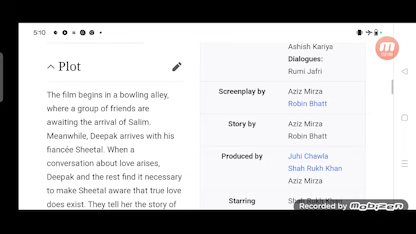 5:10
Plot
The film begins in a bowling alley,
where a group of friends are
awaiting the arrival of Salim.
Meanwhile, Deepak arrives with his
fiancée Sheetal. When a
conversation about love arises,
Deepak and the rest find it necessary
to make Sheetal aware that true love
does exist. They tell her the story of
Ashish Kariya
Dialogues:
Rumi Jafri
Screenplay by
Aziz Mirza
Robin Bhatt
Story by
Aziz Mirza
Robin Bhatt
Produced by
Juhi Chawla
Shah Rukh Khan
Aziz Mirza
Starring
Shah Rukh Khan
Recorded by Mobizen